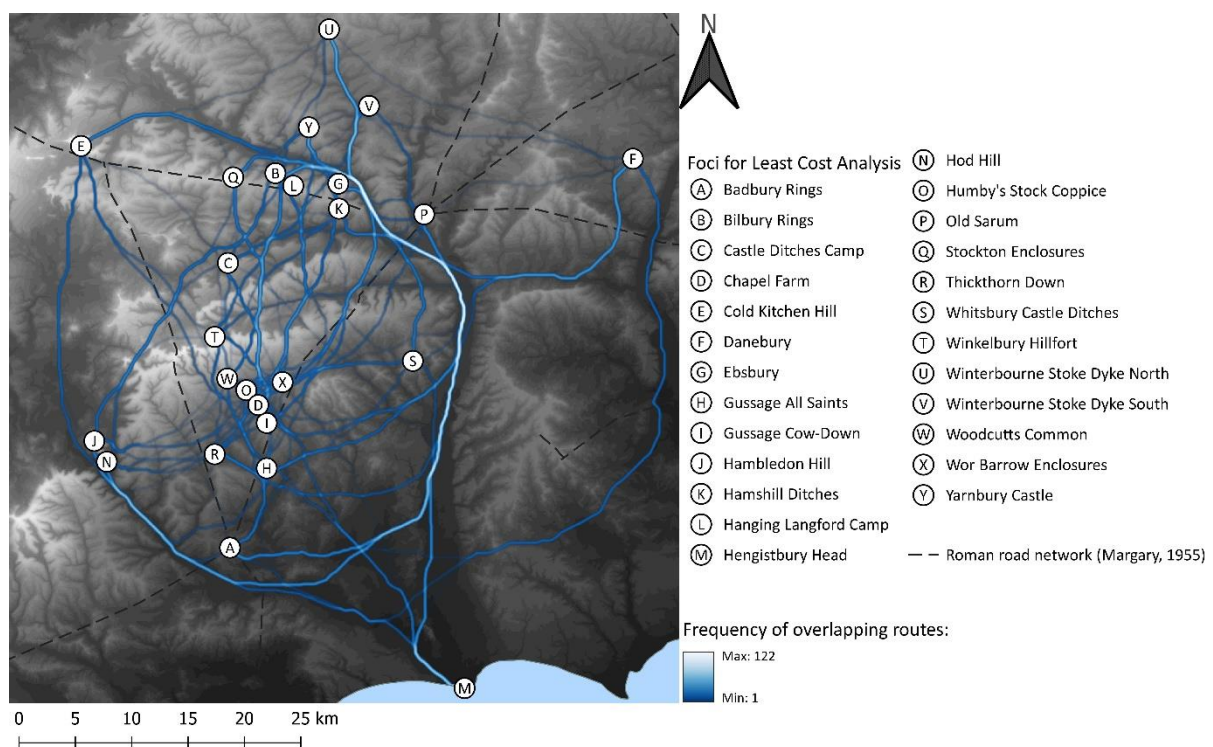 N
U
V
Y
E
F
Q
B
L
G
K
P
C
T
S
W
O
X
D
I
J
N
R
H
A
M
0 5 10 15 20 25 km
Foci for Least Cost Analysis
A Badbury Rings
B Bilbury Rings
C Castle Ditches Camp
D Chapel Farm
E Cold Kitchen Hill
F Danebury
G Ebsbury
H Gussage All Saints
I Gussage Cow-Down
J Hambledon Hill
K Hamshill Ditches
L Hanging Langford Camp
M Hengistbury Head
N Hod Hill
O Humby's Stock Coppice
P Old Sarum
Q Stockton Enclosures
R Thickthorn Down
S Whitsbury Castle Ditches
T Winkelbury Hillfort
U Winterbourne Stoke Dyke North
V Winterbourne Stoke Dyke South
W Woodcutts Common
X Wor Barrow Enclosures
Y Yarnbury Castle
Roman road network (Margary, 1955)
Frequency of overlapping routes:
Max: 122
Min: 1